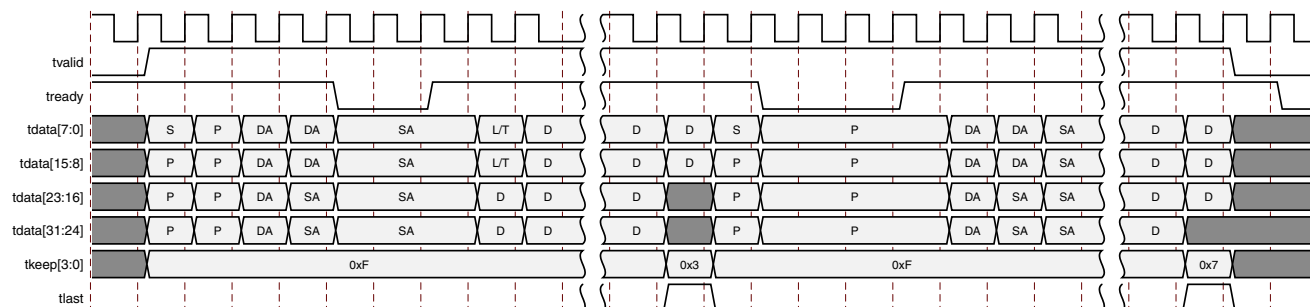 tvalid
tready
tdata[7:0] S P DA DA SA L/T D D D S P DA DA SA D D
tdata[15:8] P P DA DA SA L/T D D D P P DA DA SA D D
tdata[23:16] P P DA SA SA D D D P P DA SA SA D D
tdata[31:24] P P DA SA SA D D D P P DA SA SA D
tkeep[3:0] 0xF 0x3 0xF 0x7
tlast